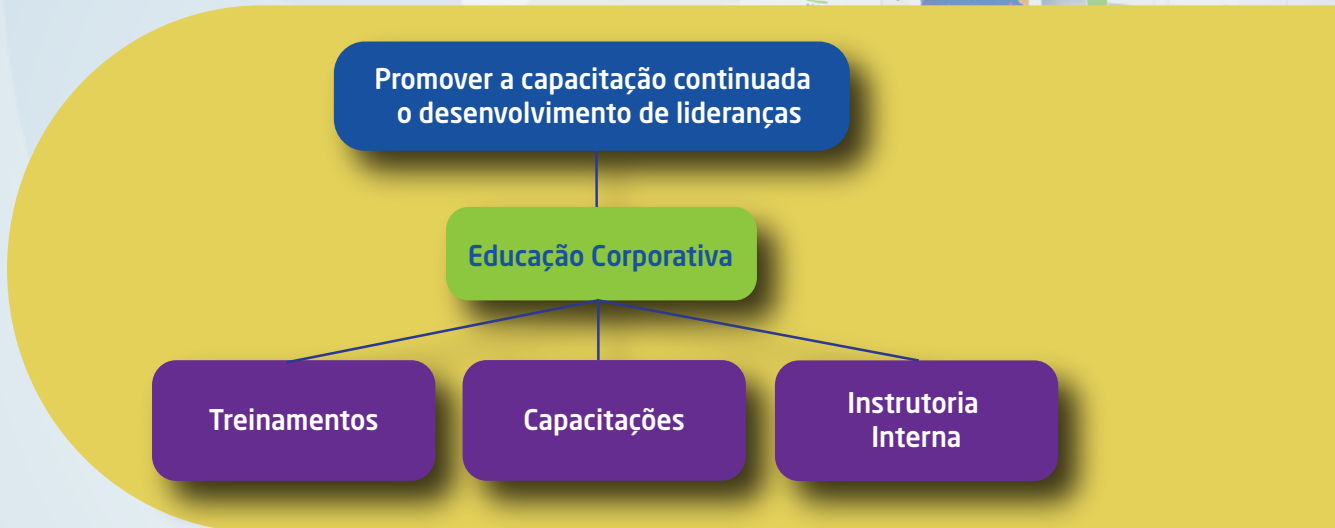 Promover a capacitação continuada
o desenvolvimento de lideranças
Educação Corporativa
Treinamentos
Capacitações
Instrutoria
Interna